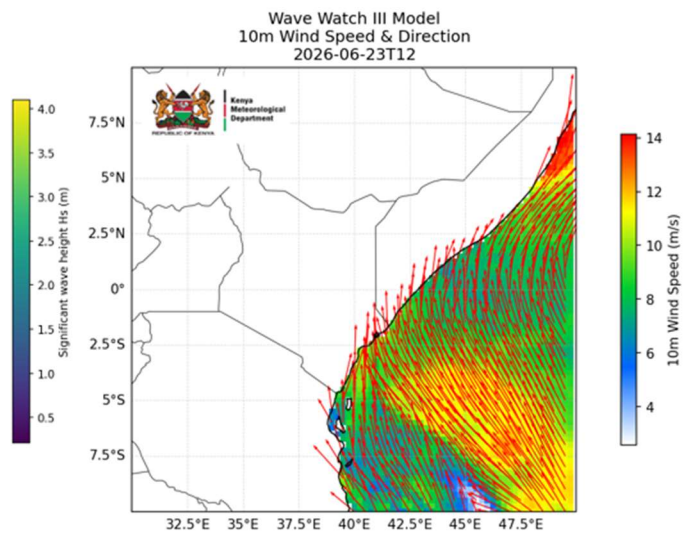 Wave Watch III Model
10m Wind Speed & Direction
2026-06-23T12
Kenya
Meteorological
Department
REPUBLIC OF KENYA
7.5°N
5°N
2.5°N
0°
2.5°S
5°S
7.5°S
32.5°E
35°E
37.5°E
40°E
42.5°E
45°E
47.5°E
4.0
3.5
3.0
2.5
2.0
1.5
1.0
0.5
Significant wave height Hs (m)
14
12
10
8
6
4
10m Wind Speed (m/s)